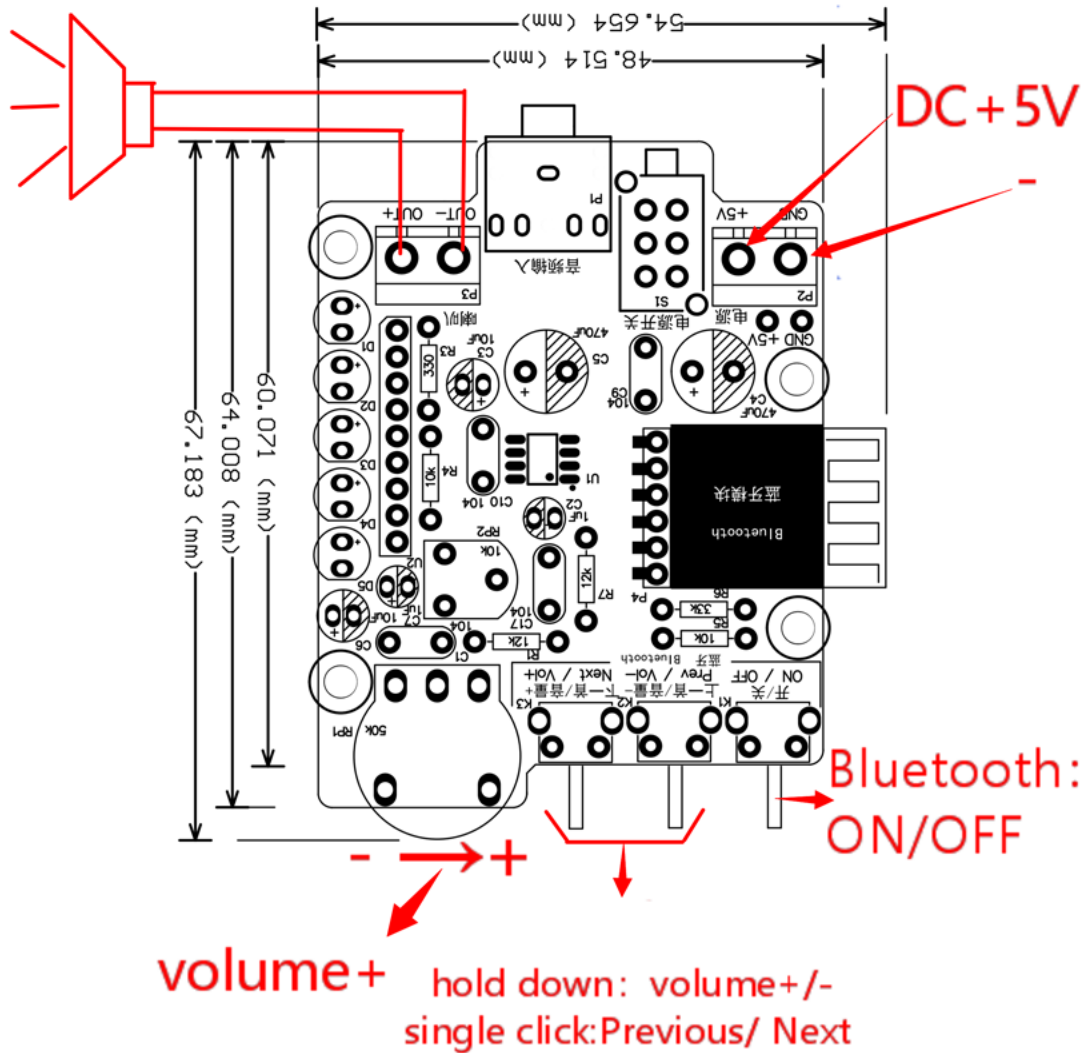 54.654 (mm)
48.514 (mm)
DC+5V
-
67.183 (mm)
64.008 (mm)
60.071 (mm)
OUT+
OUT-
P3
喇叭
P1
音频输入
S1
电源开关
+5V
GND
P2
电源
+5V
GND
D1
D2
D3
D4
D5
U2
R3
330
C3
10uF
470uF
C5
C9
104
C4
470uF
R4
10k
C10
104
U1
C2
1uF
RP2
10k
蓝牙模块
Bluetooth
P4
R7
12k
104
C17
R6
33k
R5
10k
1uF
C7
10uF
C6
104
C1
R1
12k
蓝牙 Bluetooth
Next / Vol+
下一首/音量+
K3
Prev / Vol-
上一首/音量-
K2
ON / OFF
开/关
K1
RP1
50k
Bluetooth:
ON/OFF
- +
volume+
hold down: volume+/-
single click:Previous/ Next